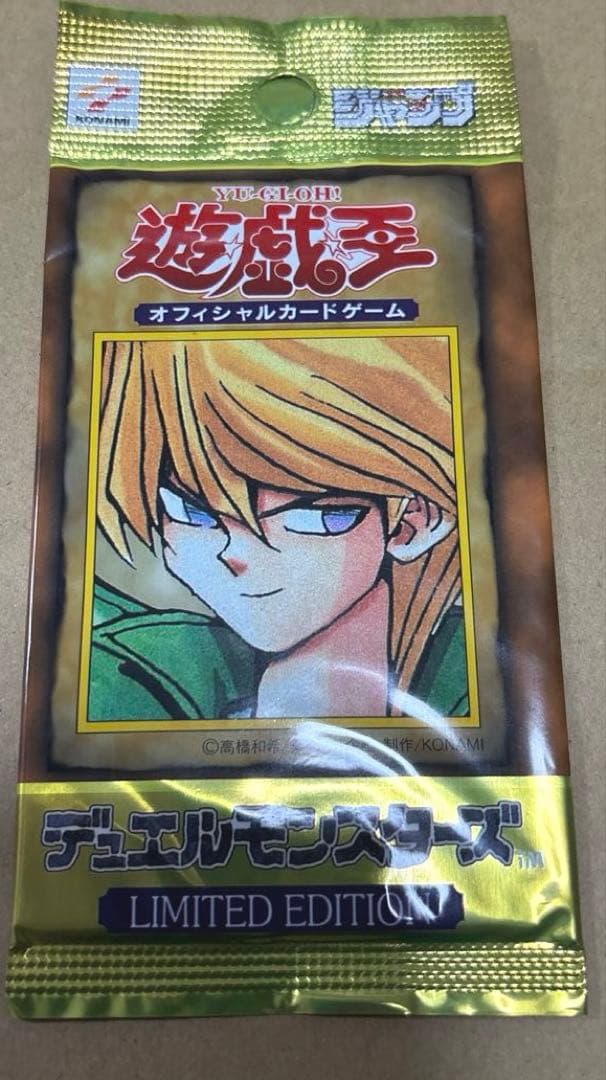 KONAMI
ジャンプ
YU-GI-OH!
遊戯王
オフィシャルカードゲーム
©高橋和希/ 制作/KONAMI
デュエルモンスターズ™
LIMITED EDITION